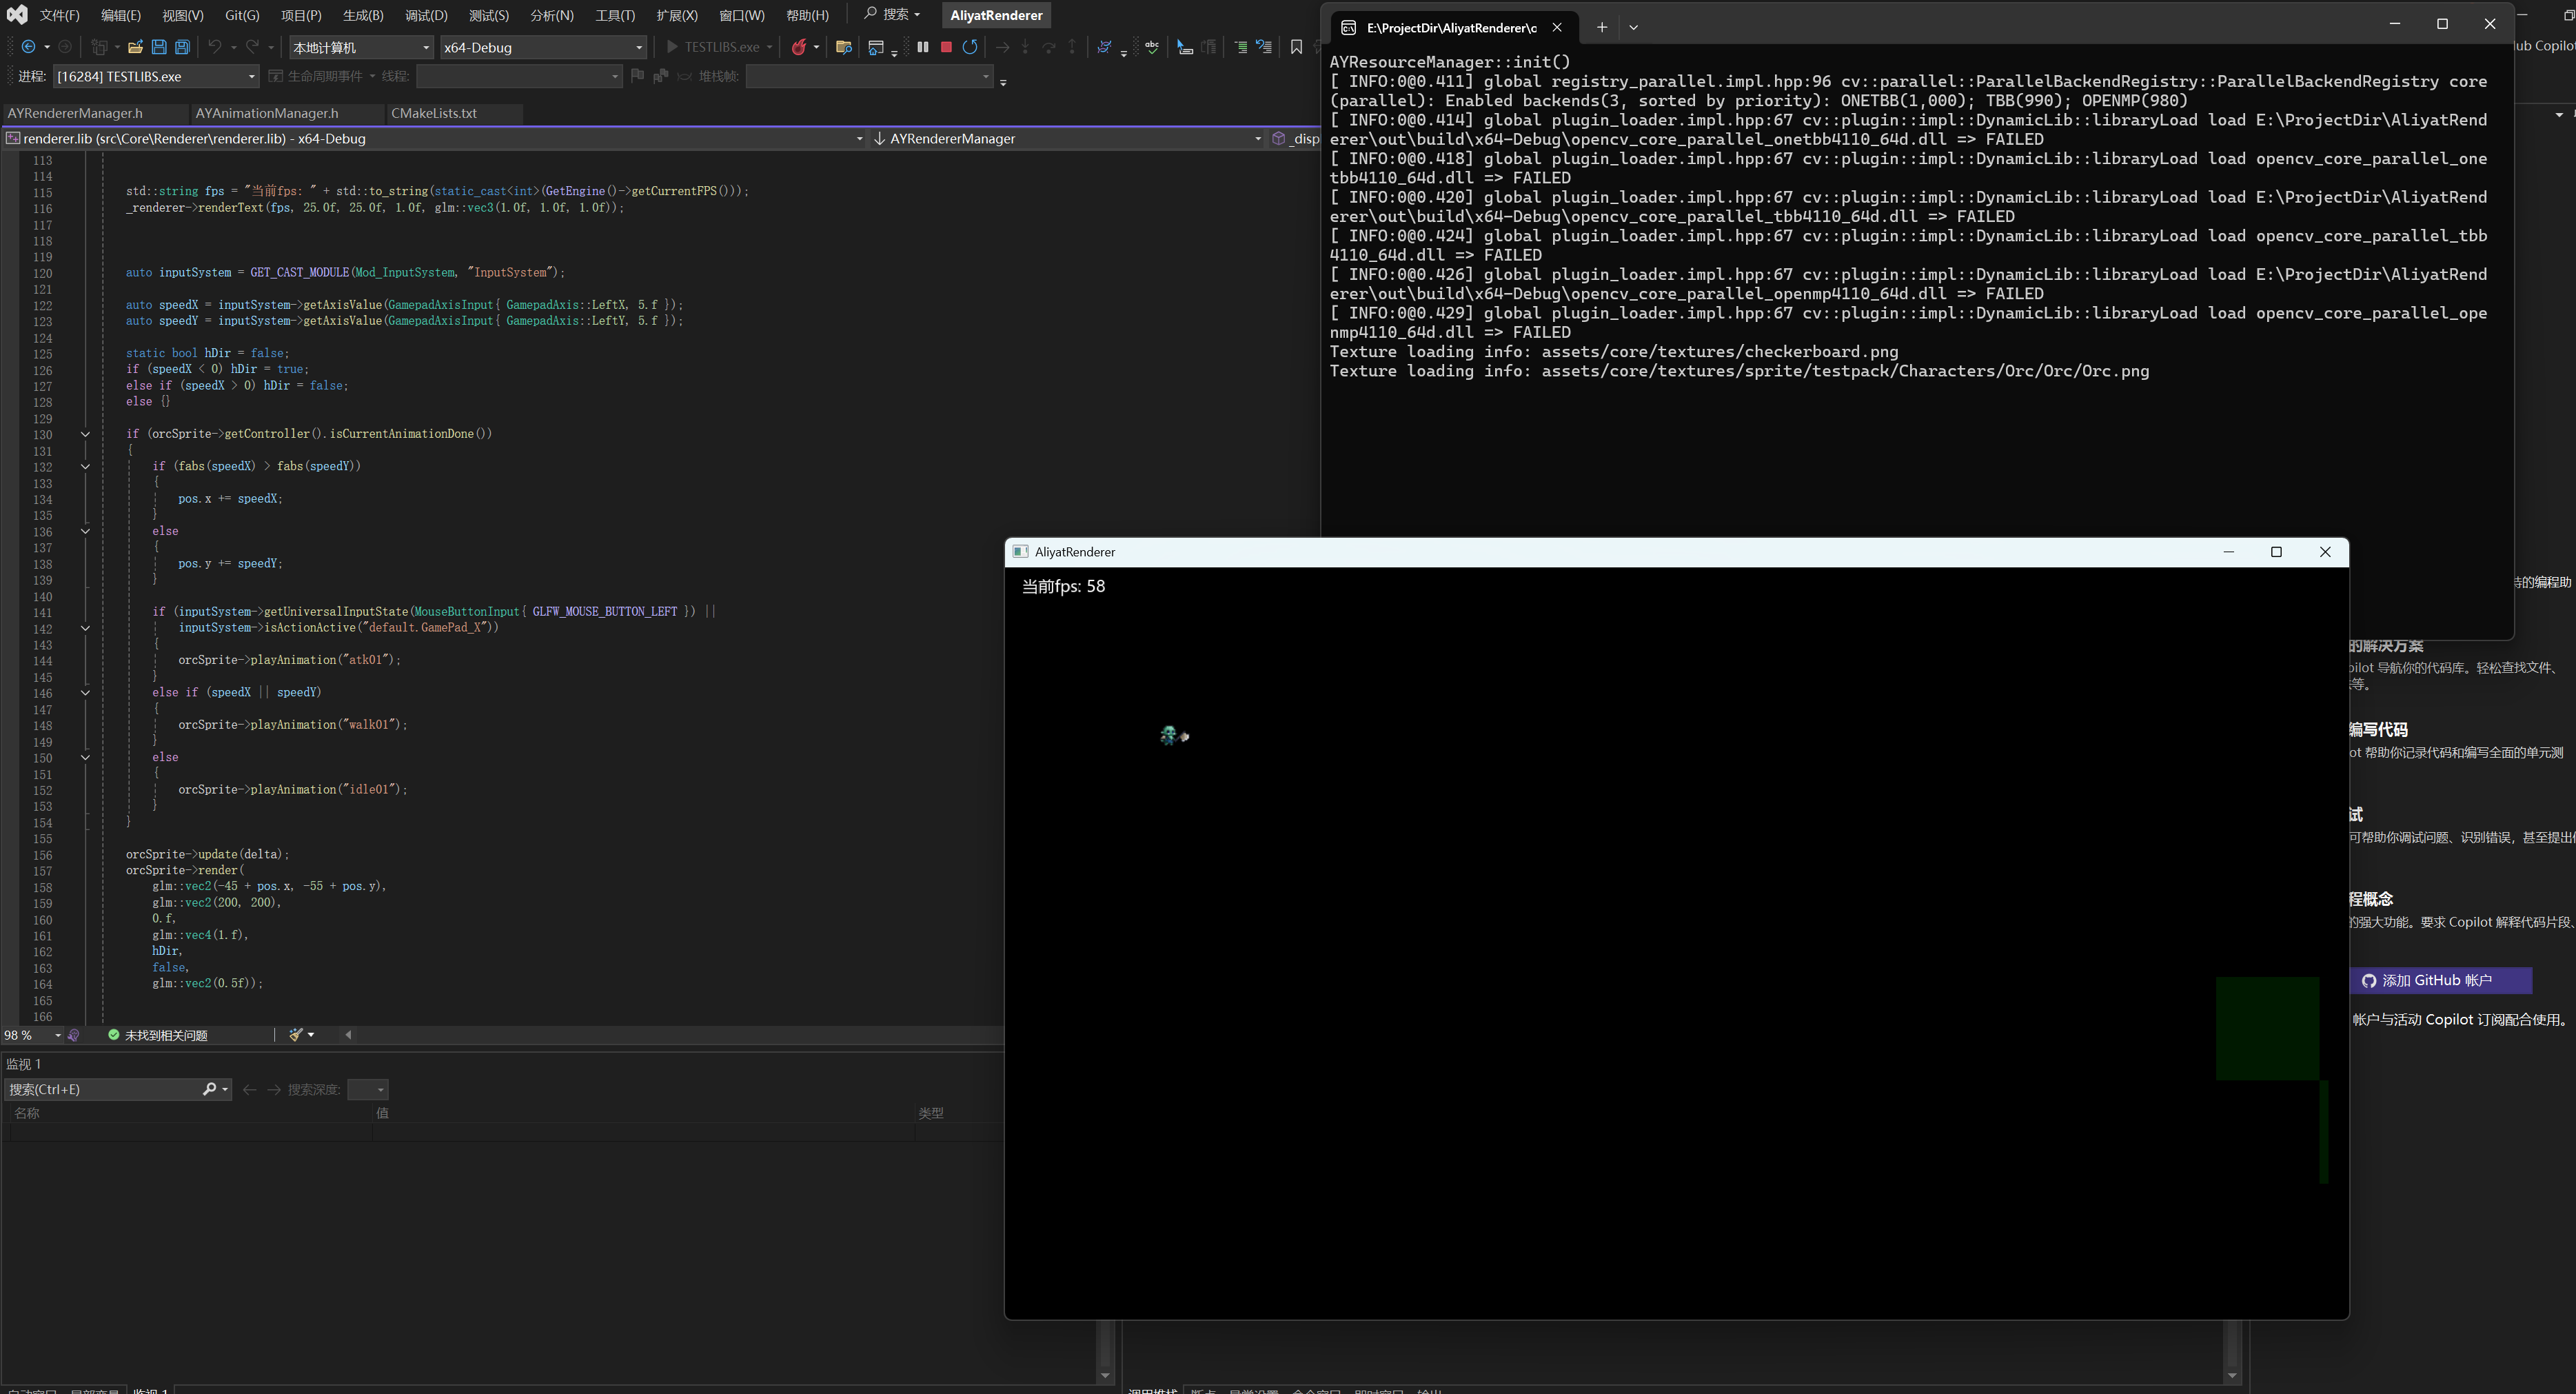 文件(F) 编辑(E) 视图(V) Git(G) 项目(P) 生成(B) 调试(D) 测试(S) 分析(N) 工具(T) 扩展(X) 窗口(W) 帮助(H) 搜索 AliyatRenderer
本地计算机 x64-Debug TESTLIBS.exe
进程: [16284] TESTLIBS.exe 生命周期事件 线程: 堆栈帧:
AYRendererManager.h AYAnimationManager.h CMakeLists.txt
renderer.lib (src\Core\Renderer\renderer.lib) - x64-Debug AYRendererManager _disp
113
114
115 std::string fps = "当前fps: " + std::to_string(static_cast<int>(GetEngine()->getCurrentFPS()));
116 _renderer->renderText(fps, 25.0f, 25.0f, 1.0f, glm::vec3(1.0f, 1.0f, 1.0f));
117
118
119
120 auto inputSystem = GET_CAST_MODULE(Mod_InputSystem, "InputSystem");
121
122 auto speedX = inputSystem->getAxisValue(GamepadAxisInput{ GamepadAxis::LeftX, 5.f });
123 auto speedY = inputSystem->getAxisValue(GamepadAxisInput{ GamepadAxis::LeftY, 5.f });
124
125 static bool hDir = false;
126 if (speedX < 0) hDir = true;
127 else if (speedX > 0) hDir = false;
128 else {}
129
130 if (orcSprite->getController().isCurrentAnimationDone())
131 {
132 if (fabs(speedX) > fabs(speedY))
133 {
134 pos.x += speedX;
135 }
136 else
137 {
138 pos.y += speedY;
139 }
140
141 if (inputSystem->getUniversalInputState(MouseButtonInput{ GLFW_MOUSE_BUTTON_LEFT }) ||
142 inputSystem->isActionActive("default.GamePad_X"))
143 {
144 orcSprite->playAnimation("atk01");
145 }
146 else if (speedX || speedY)
147 {
148 orcSprite->playAnimation("walk01");
149 }
150 else
151 {
152 orcSprite->playAnimation("idle01");
153 }
154 }
155
156 orcSprite->update(delta);
157 orcSprite->render(
158 glm::vec2(-45 + pos.x, -55 + pos.y),
159 glm::vec2(200, 200),
160 0.f,
161 glm::vec4(1.f),
162 hDir,
163 false,
164 glm::vec2(0.5f));
165
166
98 % 未找到相关问题
监视 1
搜索(Ctrl+E) 搜索深度:
名称 值 类型
监视 1
E:\ProjectDir\AliyatRenderer\c
AYResourceManager::init()
[ INFO:0@0.411] global registry_parallel.impl.hpp:96 cv::parallel::ParallelBackendRegistry::ParallelBackendRegistry core
(parallel): Enabled backends(3, sorted by priority): ONETBB(1,000); TBB(990); OPENMP(980)
[ INFO:0@0.414] global plugin_loader.impl.hpp:67 cv::plugin::impl::DynamicLib::libraryLoad load E:\ProjectDir\AliyatRend
erer\out\build\x64-Debug\opencv_core_parallel_onetbb4110_64d.dll => FAILED
[ INFO:0@0.418] global plugin_loader.impl.hpp:67 cv::plugin::impl::DynamicLib::libraryLoad load opencv_core_parallel_one
tbb4110_64d.dll => FAILED
[ INFO:0@0.420] global plugin_loader.impl.hpp:67 cv::plugin::impl::DynamicLib::libraryLoad load E:\ProjectDir\AliyatRend
erer\out\build\x64-Debug\opencv_core_parallel_tbb4110_64d.dll => FAILED
[ INFO:0@0.424] global plugin_loader.impl.hpp:67 cv::plugin::impl::DynamicLib::libraryLoad load opencv_core_parallel_tbb
4110_64d.dll => FAILED
[ INFO:0@0.426] global plugin_loader.impl.hpp:67 cv::plugin::impl::DynamicLib::libraryLoad load E:\ProjectDir\AliyatRend
erer\out\build\x64-Debug\opencv_core_parallel_openmp4110_64d.dll => FAILED
[ INFO:0@0.429] global plugin_loader.impl.hpp:67 cv::plugin::impl::DynamicLib::libraryLoad load opencv_core_parallel_ope
nmp4110_64d.dll => FAILED
Texture loading info: assets/core/textures/checkerboard.png
Texture loading info: assets/core/textures/sprite/testpack/Characters/Orc/Orc/Orc.png
AliyatRenderer
当前fps: 58
ub Copilot
的编程助
的解决方案
pilot 导航你的代码库。轻松查找文件、
等。
编写代码
ot 帮助你记录代码和编写全面的单元测
试
可帮助你调试问题、识别错误，甚至提出
程概念
的强大功能。要求 Copilot 解释代码片段、
添加 GitHub 帐户
帐户与活动 Copilot 订阅配合使用。